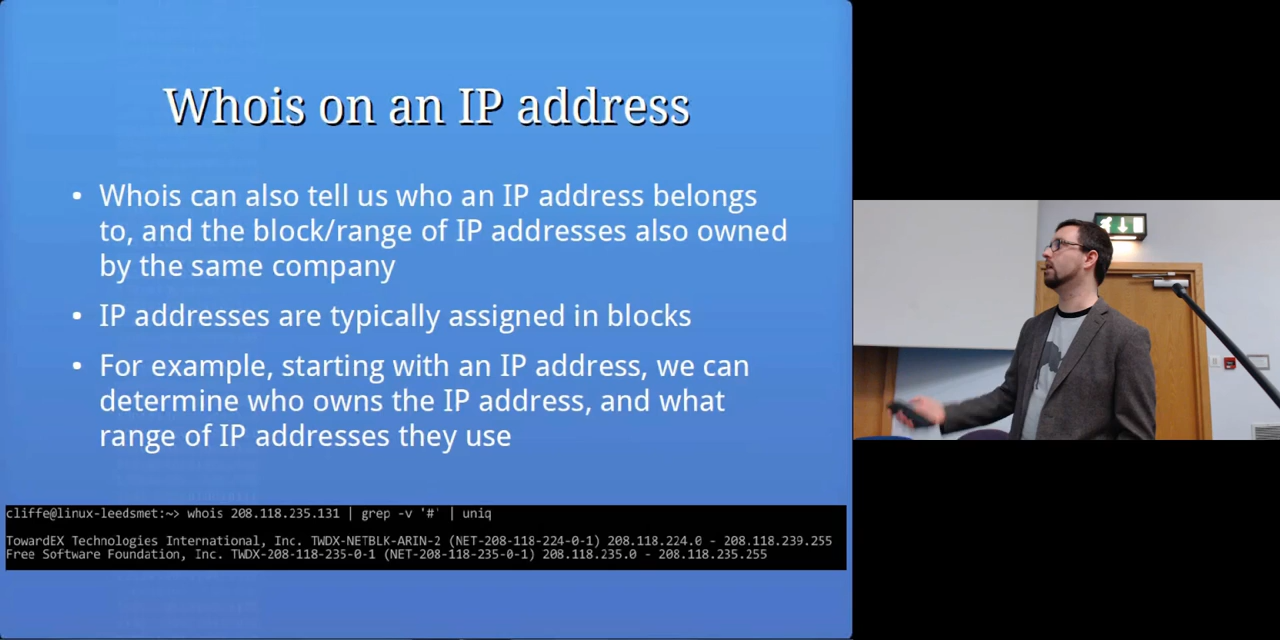 Whois on an IP address
• Whois can also tell us who an IP address belongs
to, and the block/range of IP addresses also owned
by the same company
• IP addresses are typically assigned in blocks
• For example, starting with an IP address, we can
determine who owns the IP address, and what
range of IP addresses they use
cliffe@linux-leedsmet:~> whois 208.118.235.131 | grep -v '#' | uniq
TowardEX Technologies International, Inc. TWDX-NETBLK-ARIN-2 (NET-208-118-224-0-1) 208.118.224.0 - 208.118.239.255
Free Software Foundation, Inc. TWDX-208-118-235-0-1 (NET-208-118-235-0-1) 208.118.235.0 - 208.118.235.255